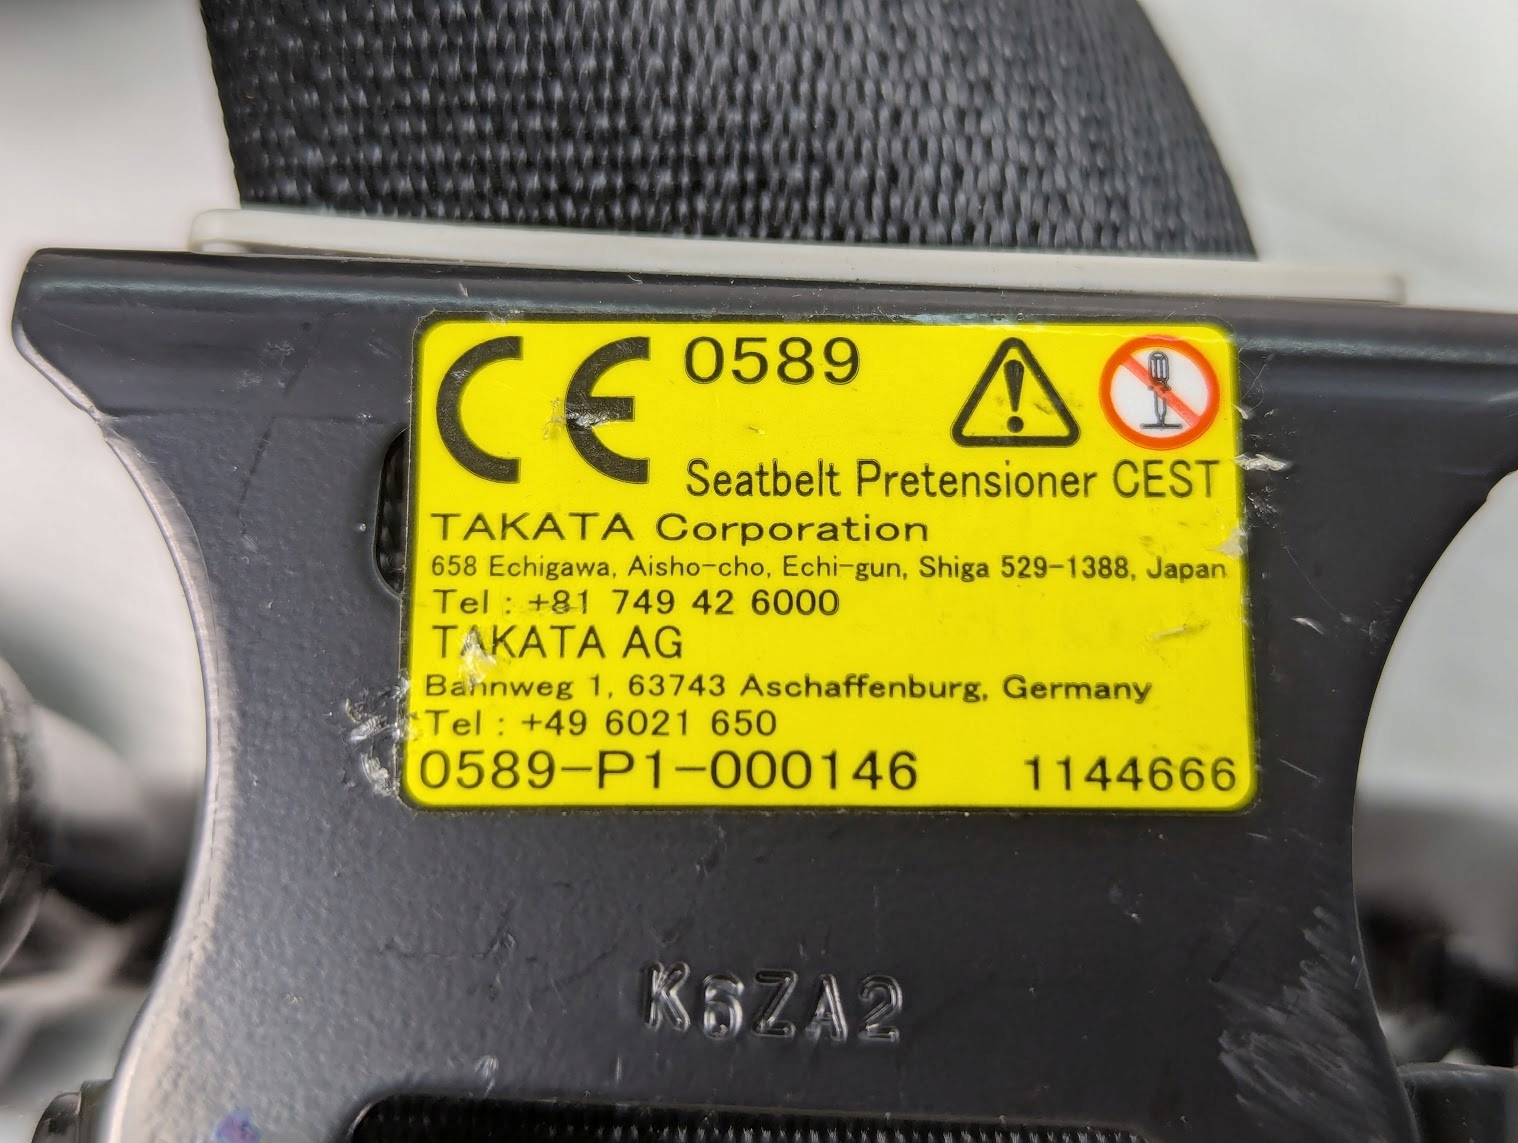 CE 0589
Seatbelt Pretensioner CEST
TAKATA Corporation
658 Echigawa, Aisho-cho, Echi-gun, Shiga 529-1388, Japan
Tel : +81 749 42 6000
TAKATA AG
Bahnweg 1, 63743 Aschaffenburg, Germany
Tel : +49 6021 650
0589-P1-000146 1144666
K6ZA2